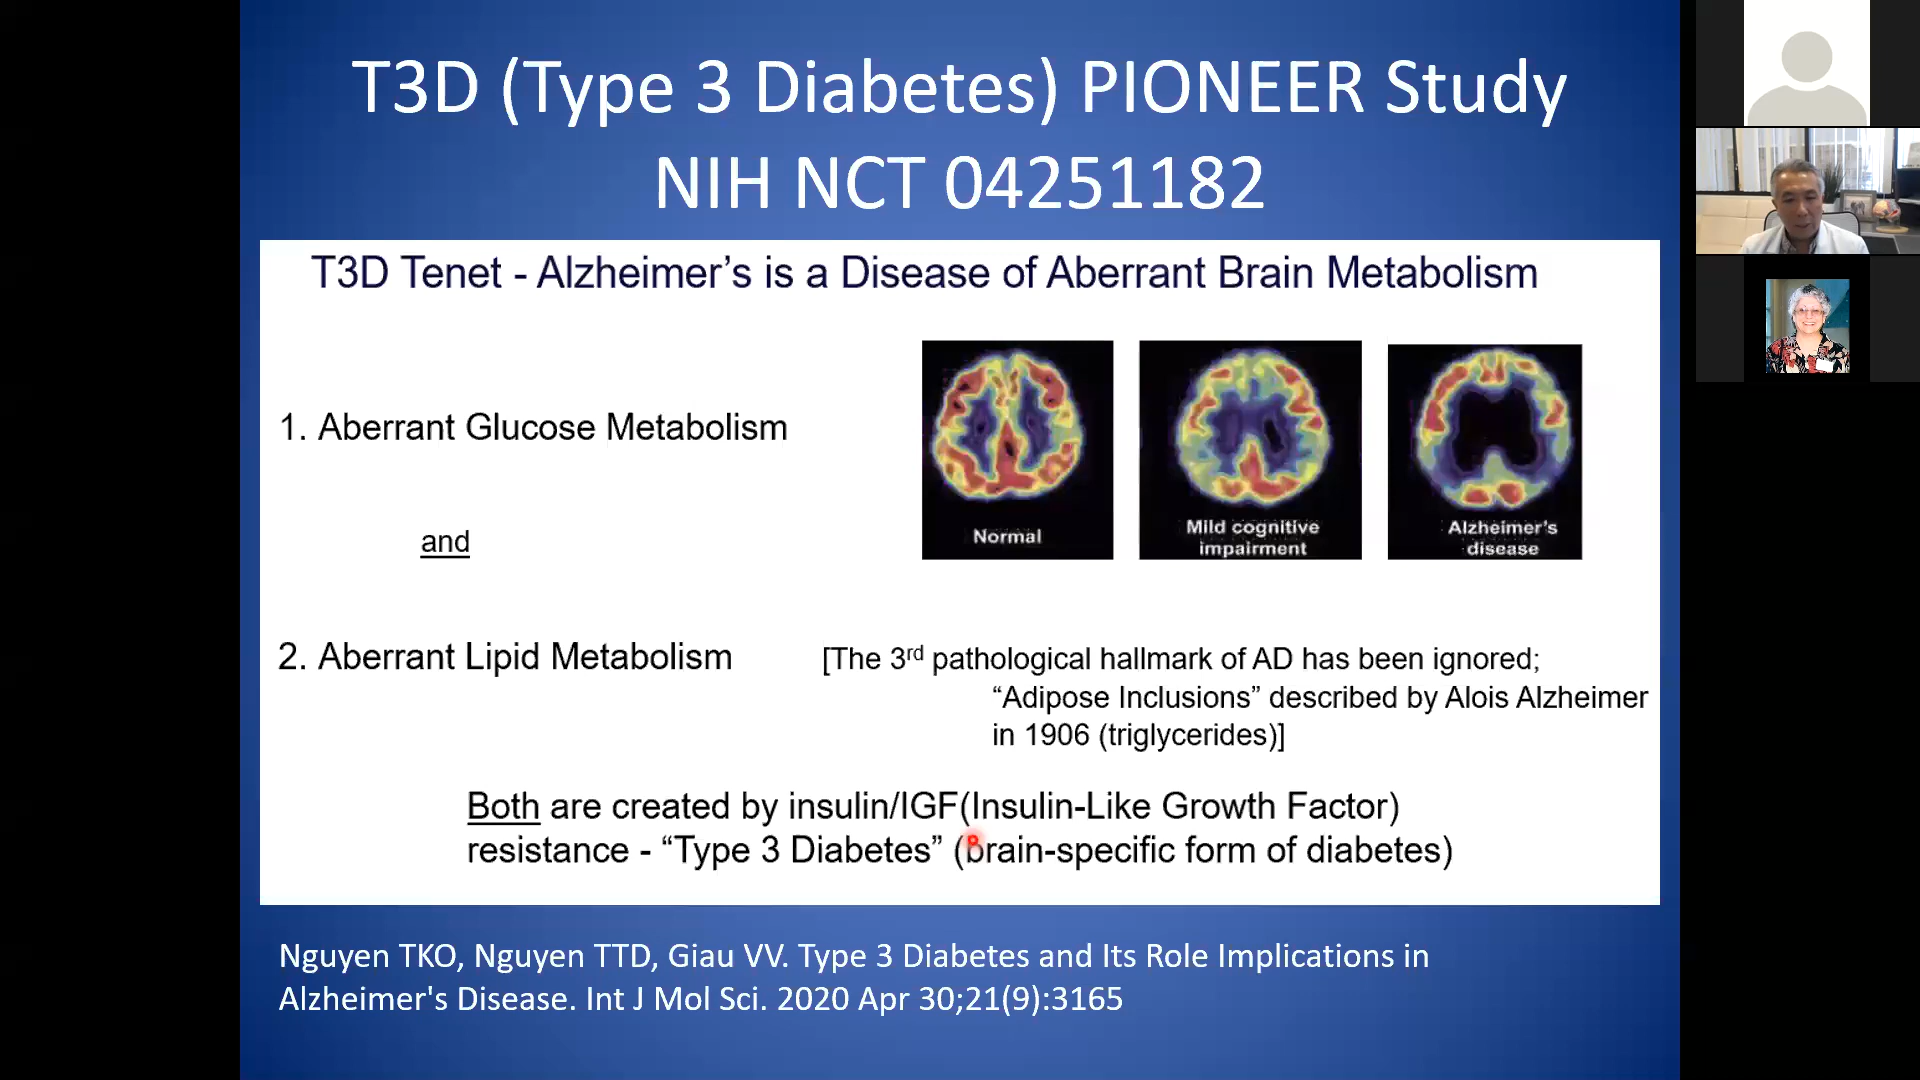 T3D (Type 3 Diabetes) PIONEER Study
NIH NCT 04251182
T3D Tenet - Alzheimer's is a Disease of Aberrant Brain Metabolism
1. Aberrant Glucose Metabolism
Normal
Mild cognitive
impairment
Alzheimer's
disease
and
2. Aberrant Lipid Metabolism
[The 3rd pathological hallmark of AD has been ignored;
“Adipose Inclusions” described by Alois Alzheimer
in 1906 (triglycerides)]
Both are created by insulin/IGF(Insulin-Like Growth Factor)
resistance - “Type 3 Diabetes” (brain-specific form of diabetes)
Nguyen TKO, Nguyen TTD, Giau VV. Type 3 Diabetes and Its Role Implications in
Alzheimer's Disease. Int J Mol Sci. 2020 Apr 30;21(9):3165